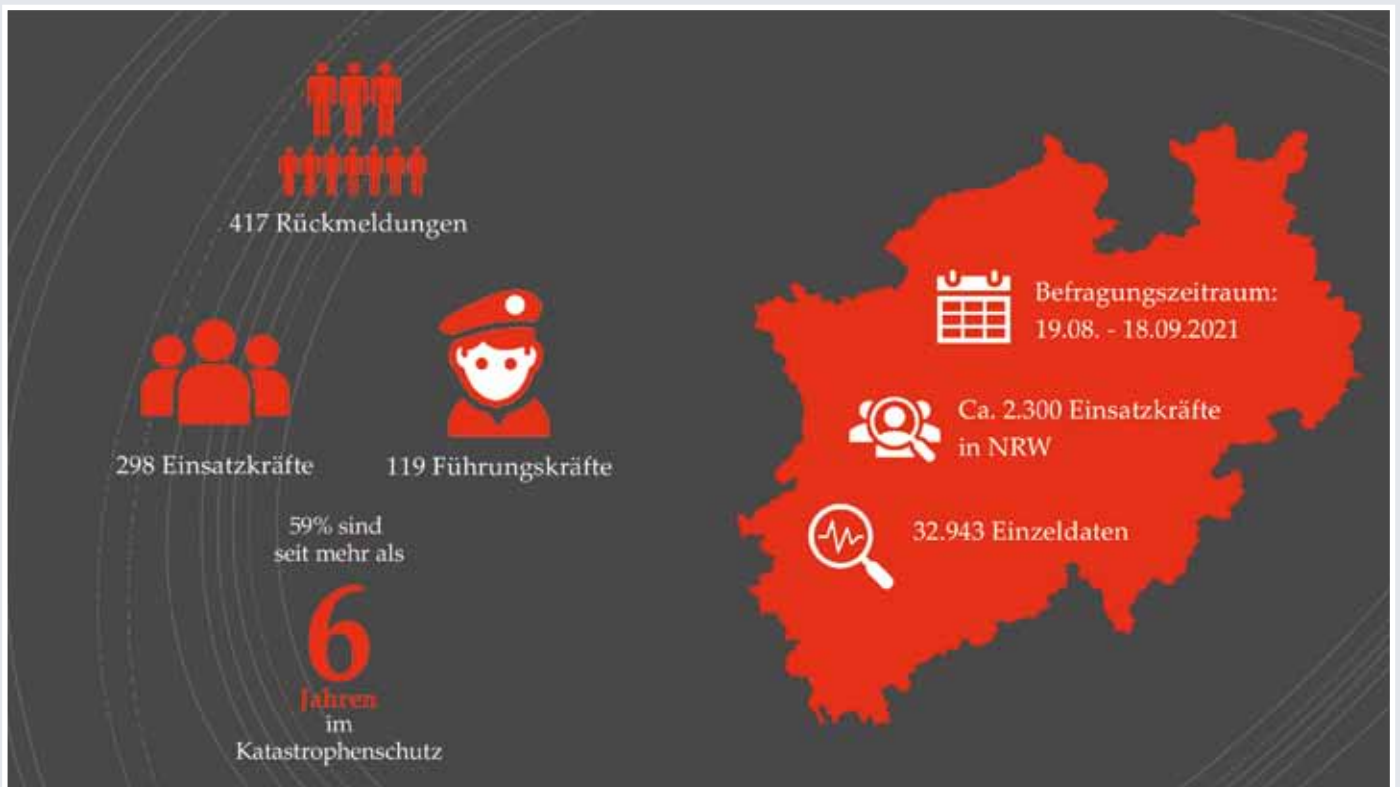 417 Rückmeldungen
298 Einsatzkräfte
119 Führungskräfte
59% sind
seit mehr als
6
Jahren
im
Katastrophenschutz
Befragungszeitraum:
19.08. - 18.09.2021
Ca. 2.300 Einsatzkräfte
in NRW
32.943 Einzeldaten